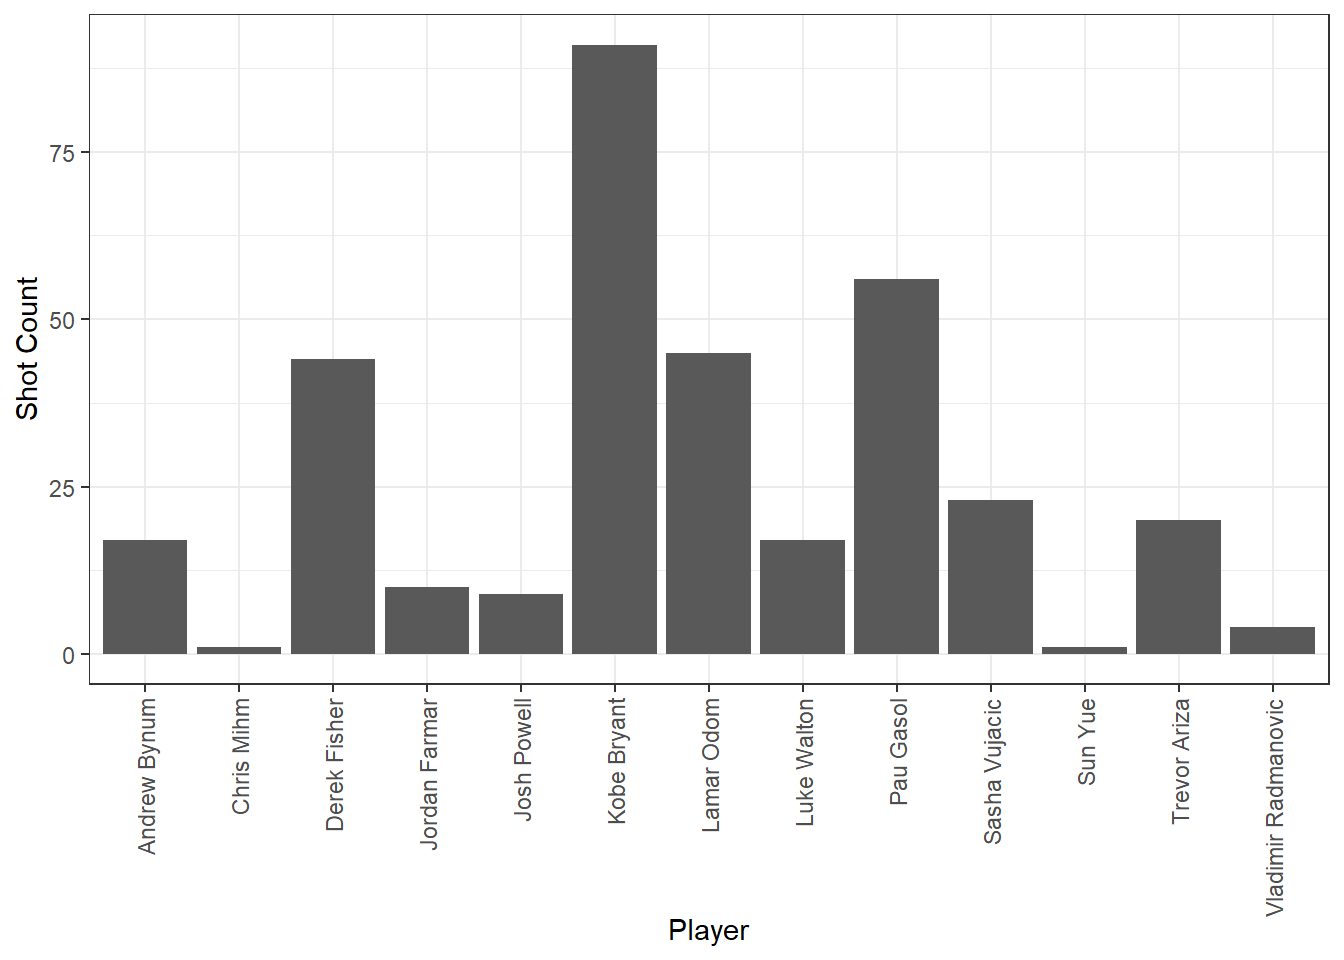 Shot Count
75
50
25
0
Andrew Bynum
Chris Mihm
Derek Fisher
Jordan Farmar
Josh Powell
Kobe Bryant
Lamar Odom
Luke Walton
Pau Gasol
Sasha Vujacic
Sun Yue
Trevor Ariza
Vladimir Radmanovic
Player